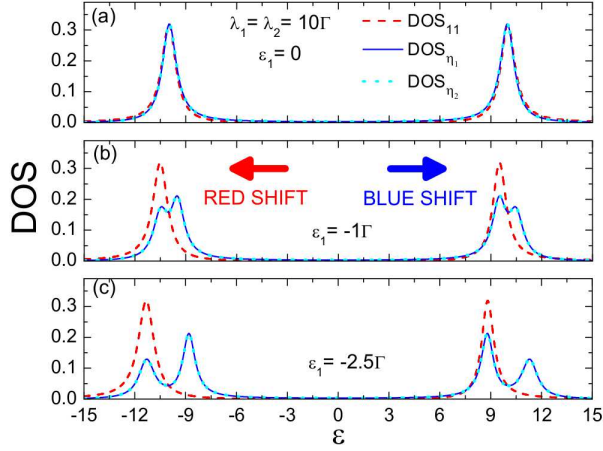 (a)
λ₁ = λ₂ = 10Γ
ε₁ = 0
DOS₁₁
DOS_η₁
DOS_η₂
0.3
0.2
0.1
0.0
(b)
RED SHIFT
BLUE SHIFT
ε₁ = -1Γ
0.3
0.2
0.1
0.0
DOS
(c)
ε₁ = -2.5Γ
0.3
0.2
0.1
0.0
-15 -12 -9 -6 -3 0 3 6 9 12 15
ε